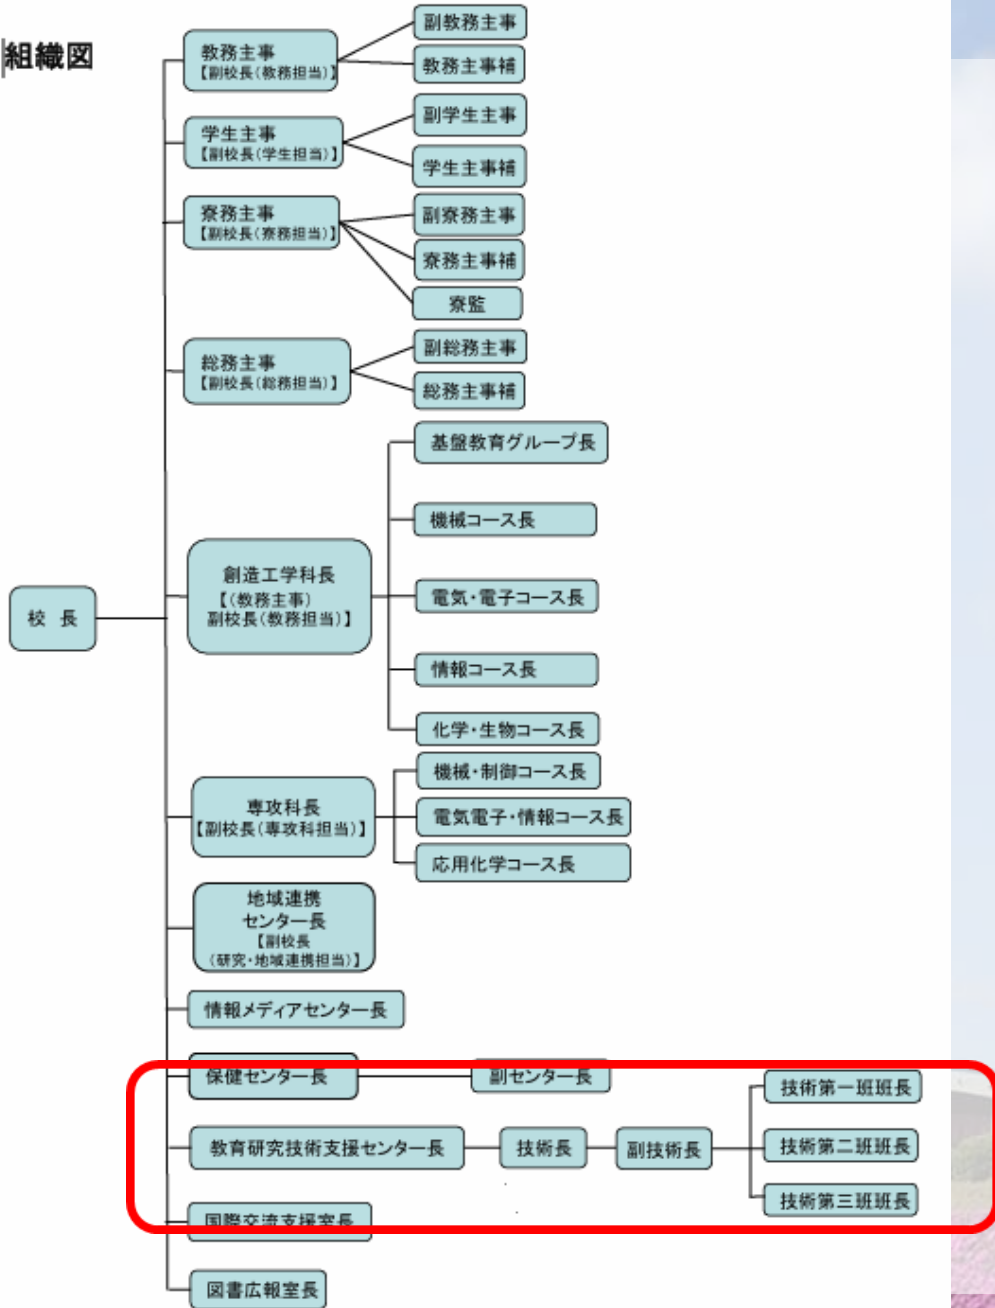 組織図
教務主事
【副校長(教務担当)】
副教務主事
教務主事補
学生主事
【副校長(学生担当)】
副学生主事
学生主事補
寮務主事
【副校長(寮務担当)】
副寮務主事
寮務主事補
寮監
総務主事
【副校長(総務担当)】
副総務主事
総務主事補
校 長
創造工学科長
【(教務主事)
副校長(教務担当)】
基盤教育グループ長
機械コース長
電気・電子コース長
情報コース長
化学・生物コース長
専攻科長
【副校長(専攻科担当)】
機械・制御コース長
電気電子・情報コース長
応用化学コース長
地域連携
センター長
【副校長
(研究・地域連携担当)】
情報メディアセンター長
保健センター長
副センター長
教育研究技術支援センター長
技術長
副技術長
技術第一班班長
技術第二班班長
技術第三班班長
国際交流支援室長
図書広報室長